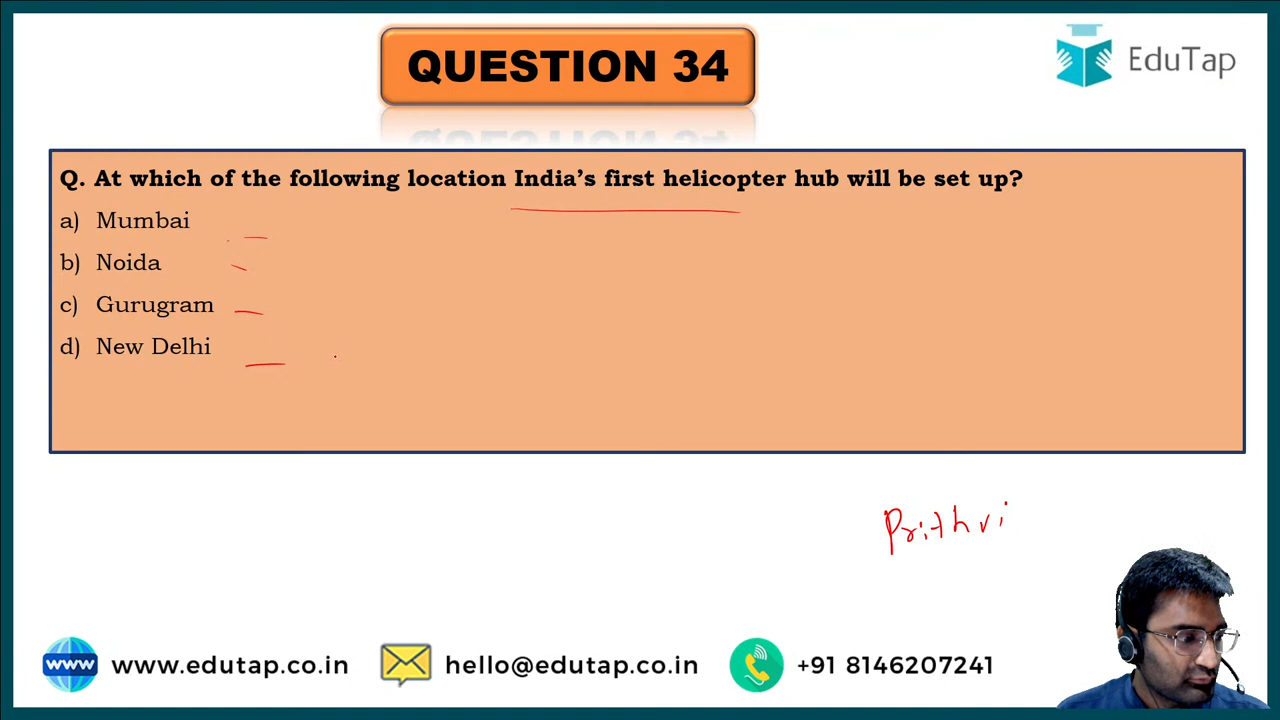 QUESTION 34
EduTap
Q. At which of the following location India's first helicopter hub will be set up?
a) Mumbai
b) Noida
c) Gurugram
d) New Delhi
Prithvi
www www.edutap.co.in hello@edutap.co.in +91 8146207241